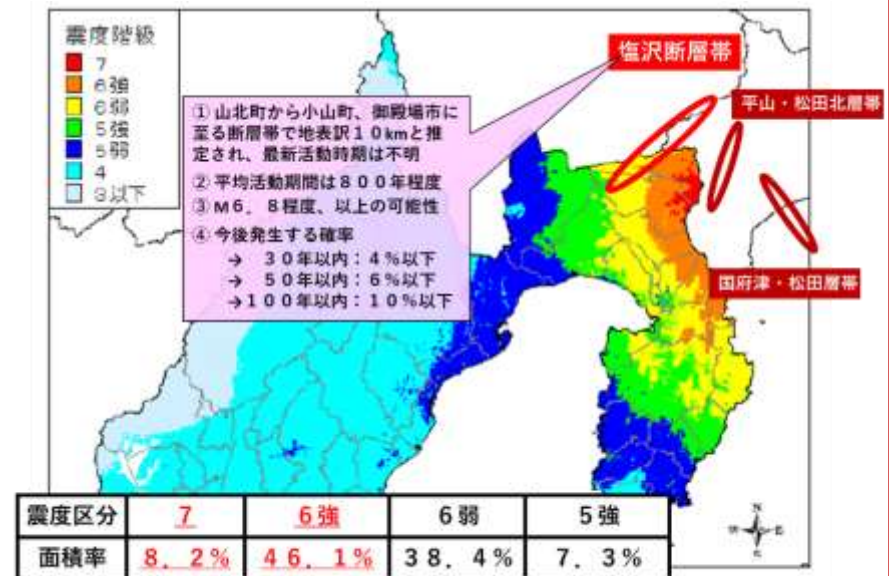 震度階級
7
6強
6弱
5強
5弱
4
3以下
塩沢断層帯
平山・松田北層帯
国府津・松田層帯
① 山北町から小山町、御殿場市に
至る断層帯で地表訳10kmと推
定され、最新活動時期は不明
② 平均活動期間は800年程度
③ M6.8程度、以上の可能性
④ 今後発生する確率
→ 30年以内:4%以下
→ 50年以内:6%以下
→100年以内:10%以下
N
W E
S
震度区分 7 6強 6弱 5強
面積率 8.2% 46.1% 38.4% 7.3%